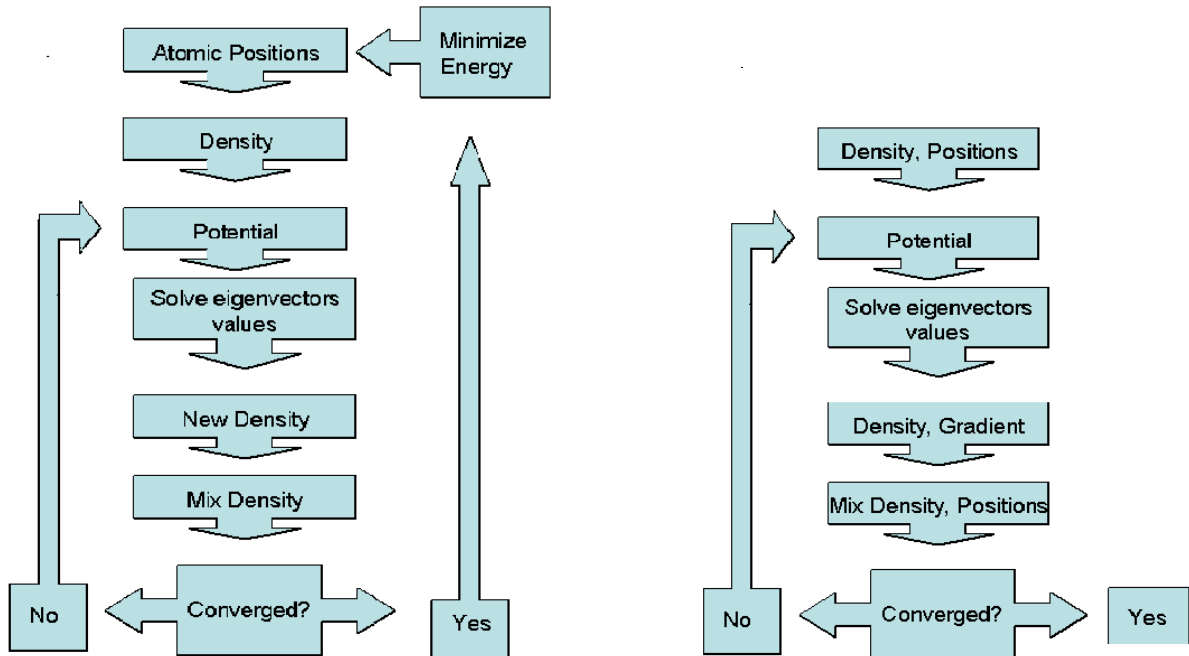 Atomic Positions
Minimize
Energy
Density
Potential
Solve eigenvectors
values
New Density
Mix Density
No
Converged?
Yes
Density, Positions
Potential
Solve eigenvectors
values
Density, Gradient
Mix Density, Positions
No
Converged?
Yes